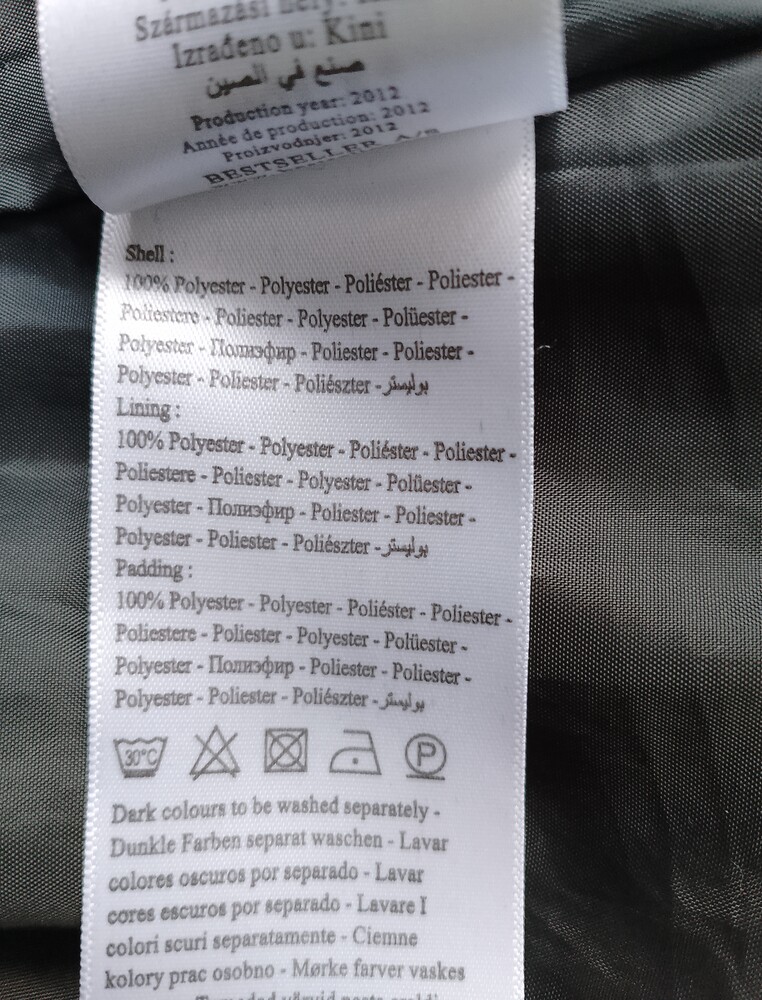 Származási hely:
Izrađeno u: Kini
صنع في الصين
Production year: 2012
Année de production: 2012
Proizvodnjer: 2012
BESTSELLER A/S
Shell :
100% Polyester - Polyester - Poliéster - Poliester -
Poliestere - Poliester - Polyester - Polüester -
Polyester - Полиэфир - Poliester - Poliester -
Polyester - Poliester - Poliészter - بوليستر
Lining :
100% Polyester - Polyester - Poliéster - Poliester -
Poliestere - Poliester - Polyester - Polüester -
Polyester - Полиэфир - Poliester - Poliester -
Polyester - Poliester - Poliészter - بوليستر
Padding :
100% Polyester - Polyester - Poliéster - Poliester -
Poliestere - Poliester - Polyester - Polüester -
Polyester - Полиэфир - Poliester - Poliester -
Polyester - Poliester - Poliészter - بوليستر
30°C P
Dark colours to be washed separately -
Dunkle Farben separat waschen - Lavar
colores oscuros por separado - Lavar
cores escuros por separado - Lavare I
colori scuri separatamente - Ciemne
kolory prac osobno - Mørke farver vaskes